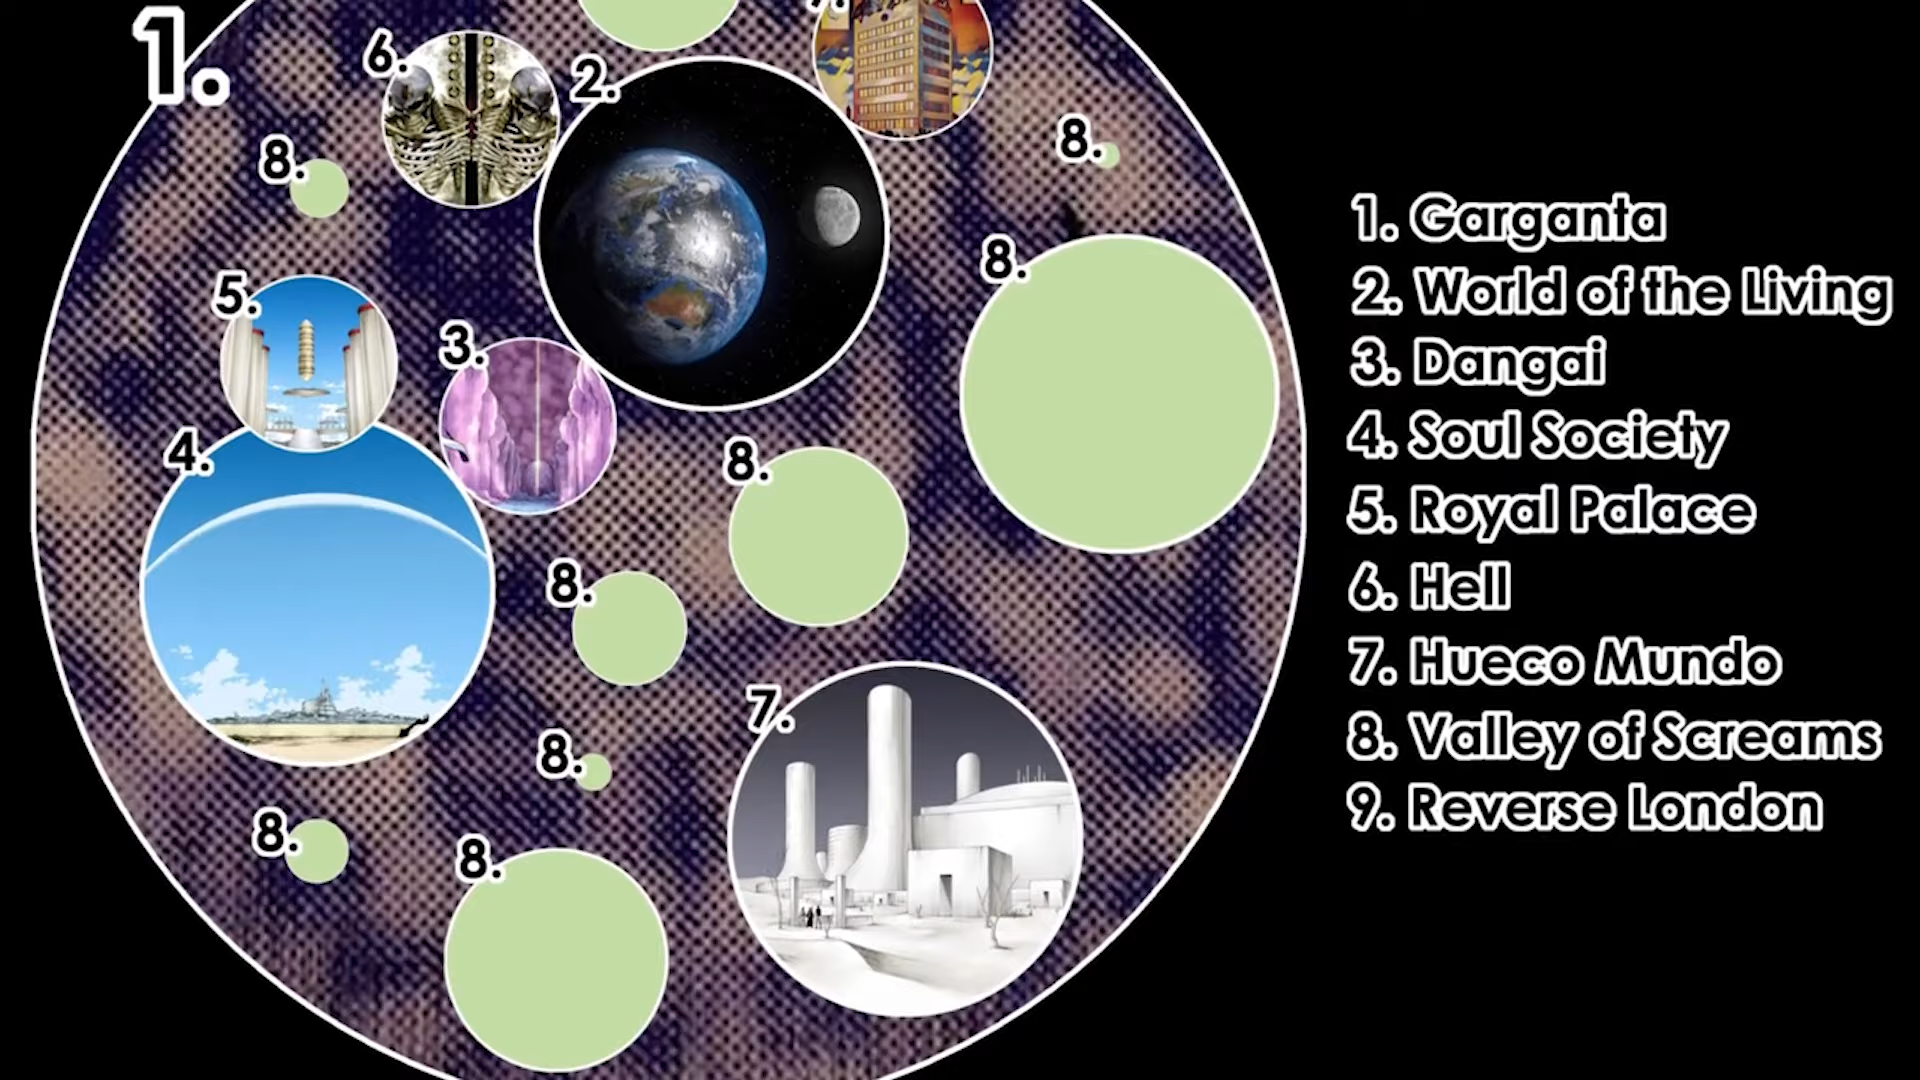 1.
6.
2.
8.
8.
8.
5.
3.
4.
8.
8.
7.
8.
8.
8.
1. Garganta
2. World of the Living
3. Dangai
4. Soul Society
5. Royal Palace
6. Hell
7. Hueco Mundo
8. Valley of Screams
9. Reverse London